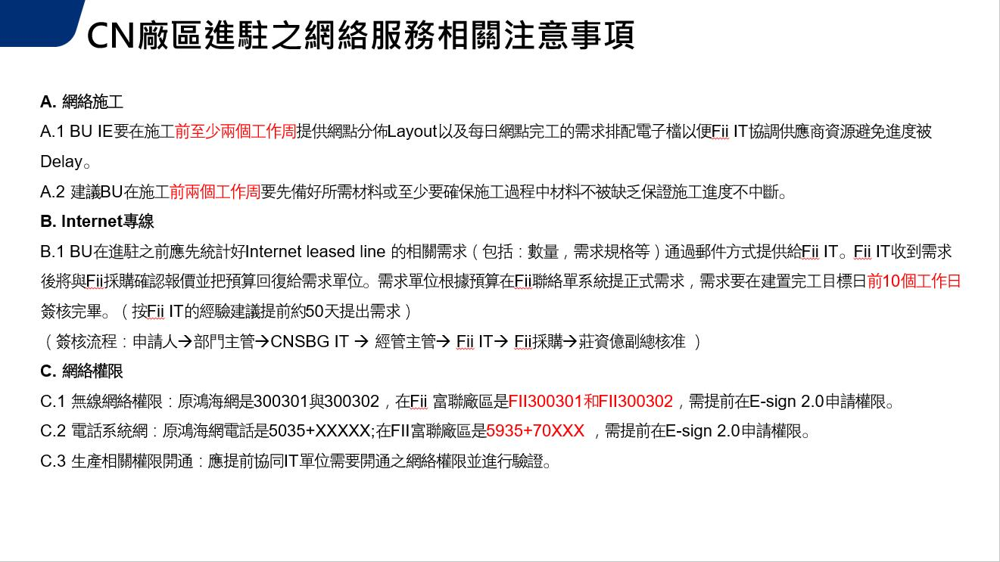 CN廠區進駐之網絡服務相關注意事項
A. 網絡施工
A.1 BU IE要在施工前至少兩個工作周提供網點分佈Layout以及每日網點完工的需求排配電子檔以便Fii IT協調供應商資源避免進度被
Delay。
A.2 建議BU在施工前兩個工作周要先備好所需材料或至少要確保施工過程中材料不被缺乏保證施工進度不中斷。
B. Internet專線
B.1 BU在進駐之前應先統計好Internet leased line 的相關需求（包括：數量，需求規格等）通過郵件方式提供給Fii IT。Fii IT收到需求
後將與Fii採購確認報價並把預算回復給需求單位。需求單位根據預算在Fii聯絡單系統提正式需求，需求要在建置完工目標日前10個工作日
簽核完畢。（按Fii IT的經驗建議提前約50天提出需求）
（簽核流程：申請人→部門主管→CNSBG IT → 經管主管→ Fii IT→ Fii採購→莊資億副總核准 ）
C. 網絡權限
C.1 無線網絡權限：原鴻海網是300301與300302，在Fii 富聯廠區是FII300301和FII300302，需提前在E-sign 2.0申請權限。
C.2 電話系統網：原鴻海網電話是5035+XXXXX;在FII富聯廠區是5935+70XXX ，需提前在E-sign 2.0申請權限。
C.3 生產相關權限開通：應提前協同IT單位需要開通之網絡權限並進行驗證。